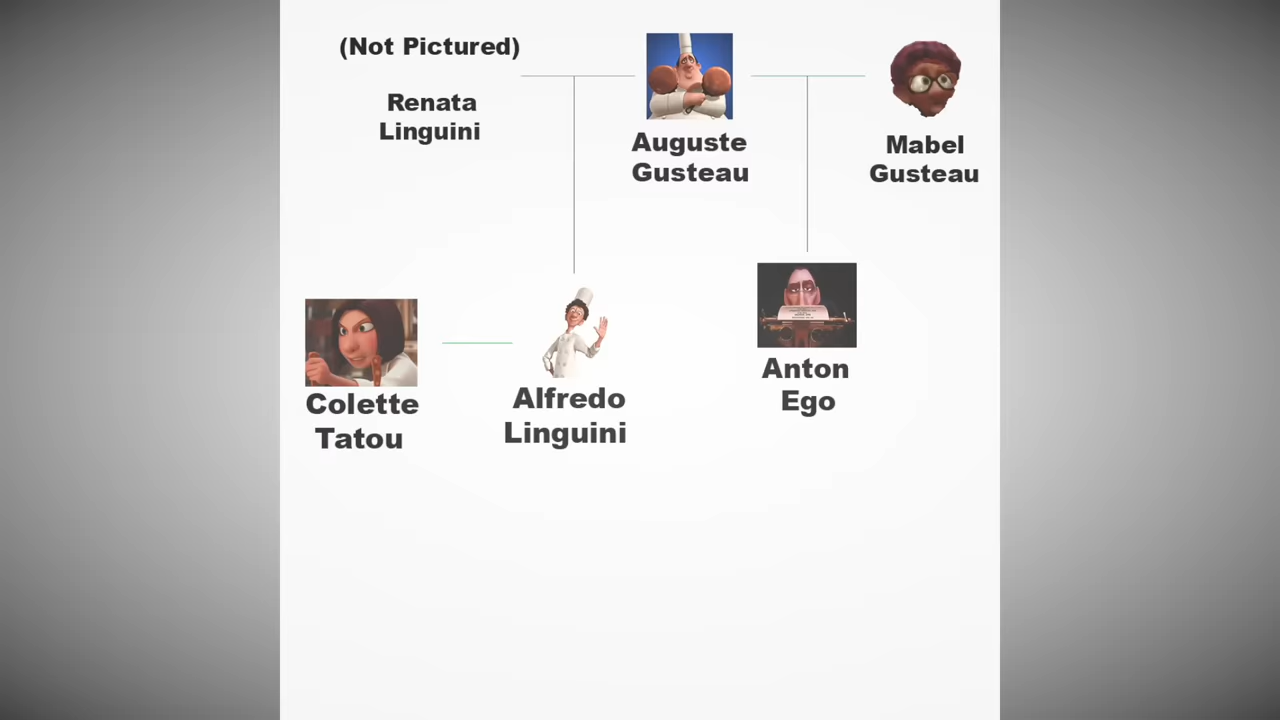 (Not Pictured)
Renata
Linguini
Auguste
Gusteau
Mabel
Gusteau
Colette
Tatou
Alfredo
Linguini
Anton
Ego